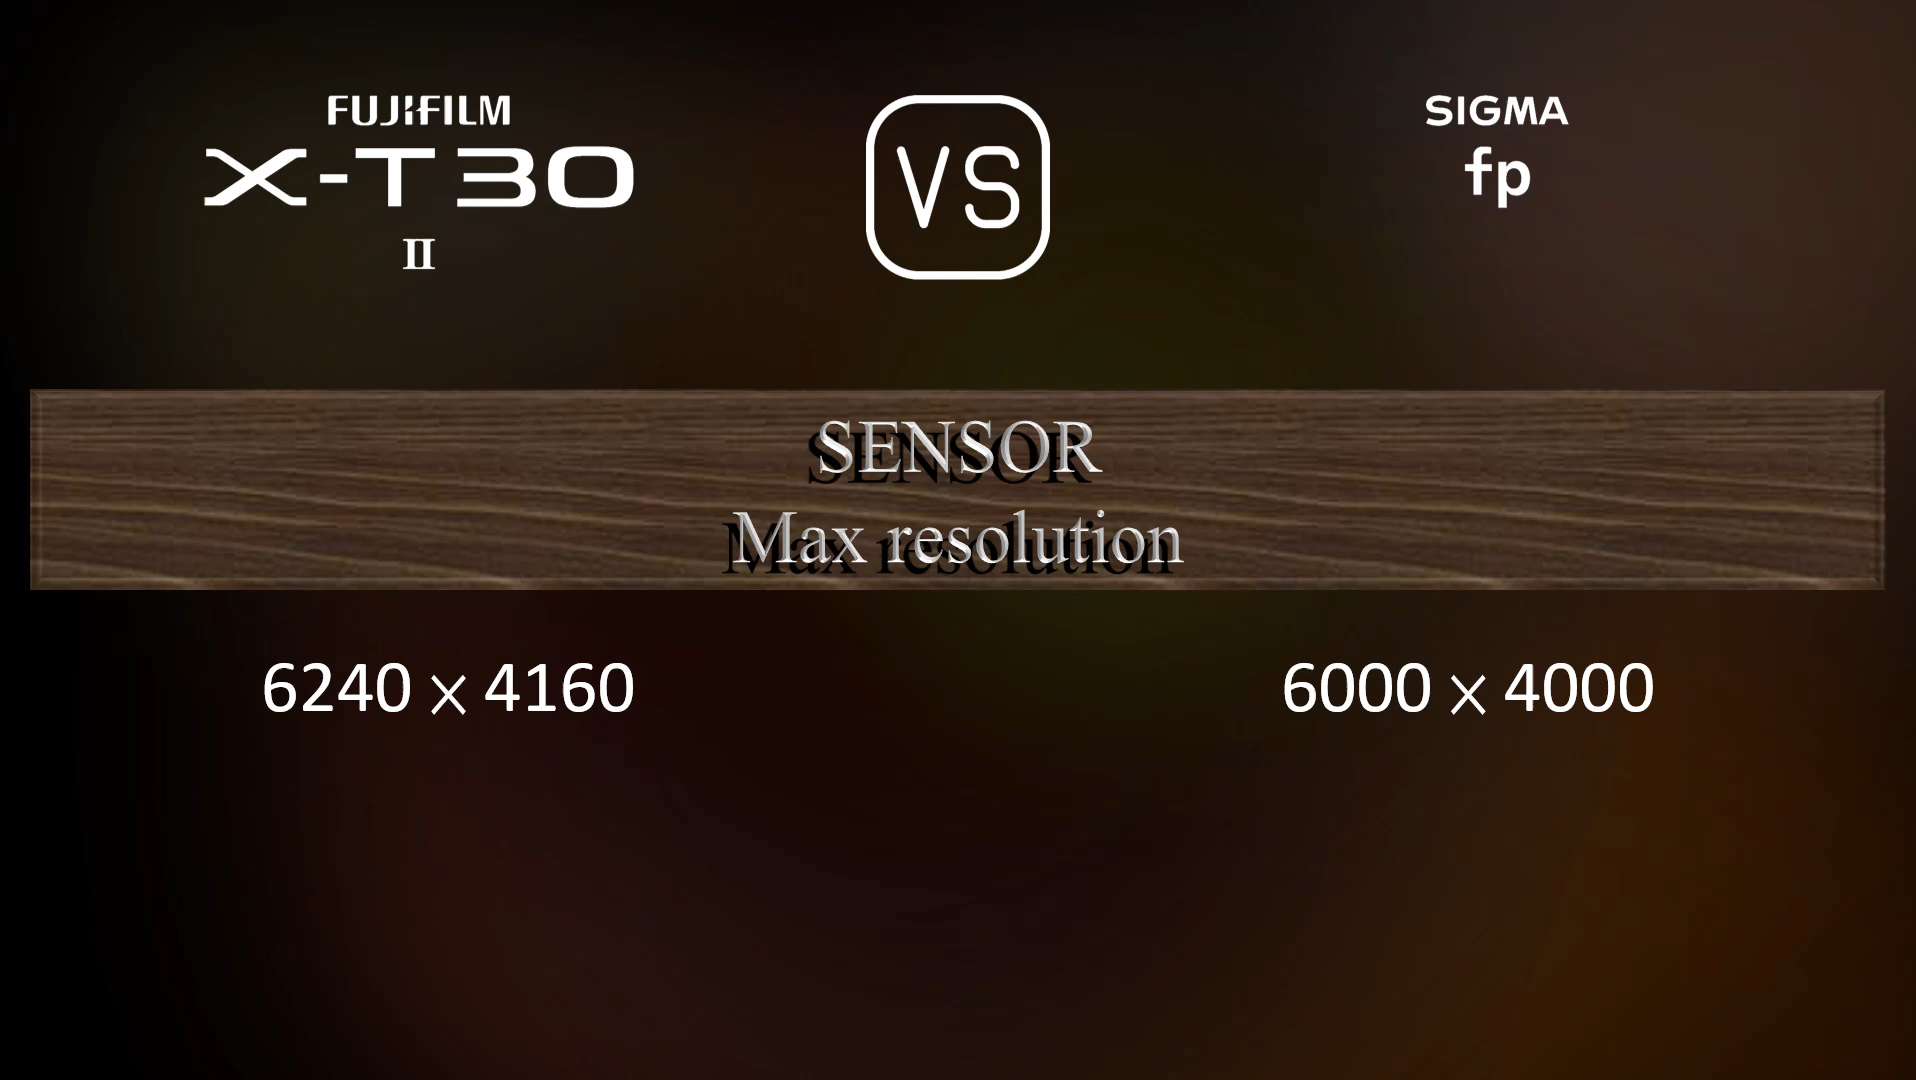 FUJIFILM
X-T30
II
VS
SIGMA
fp
SENSOR
Max resolution
6240 x 4160
6000 x 4000